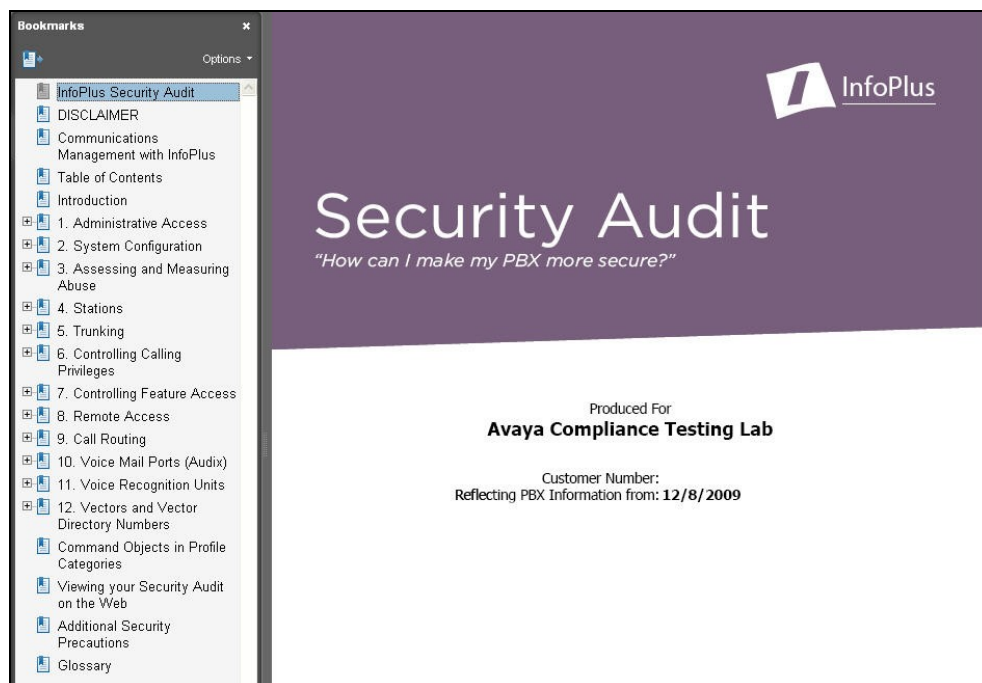 Bookmarks x
Options
InfoPlus Security Audit
DISCLAIMER
Communications
Management with InfoPlus
Table of Contents
Introduction
1. Administrative Access
2. System Configuration
3. Assessing and Measuring
Abuse
4. Stations
5. Trunking
6. Controlling Calling
Privileges
7. Controlling Feature Access
8. Remote Access
9. Call Routing
10. Voice Mail Ports (Audix)
11. Voice Recognition Units
12. Vectors and Vector
Directory Numbers
Command Objects in Profile
Categories
Viewing your Security Audit
on the Web
Additional Security
Precautions
Glossary
InfoPlus
Security Audit
“How can I make my PBX more secure?”
Produced For
Avaya Compliance Testing Lab
Customer Number:
Reflecting PBX Information from: 12/8/2009